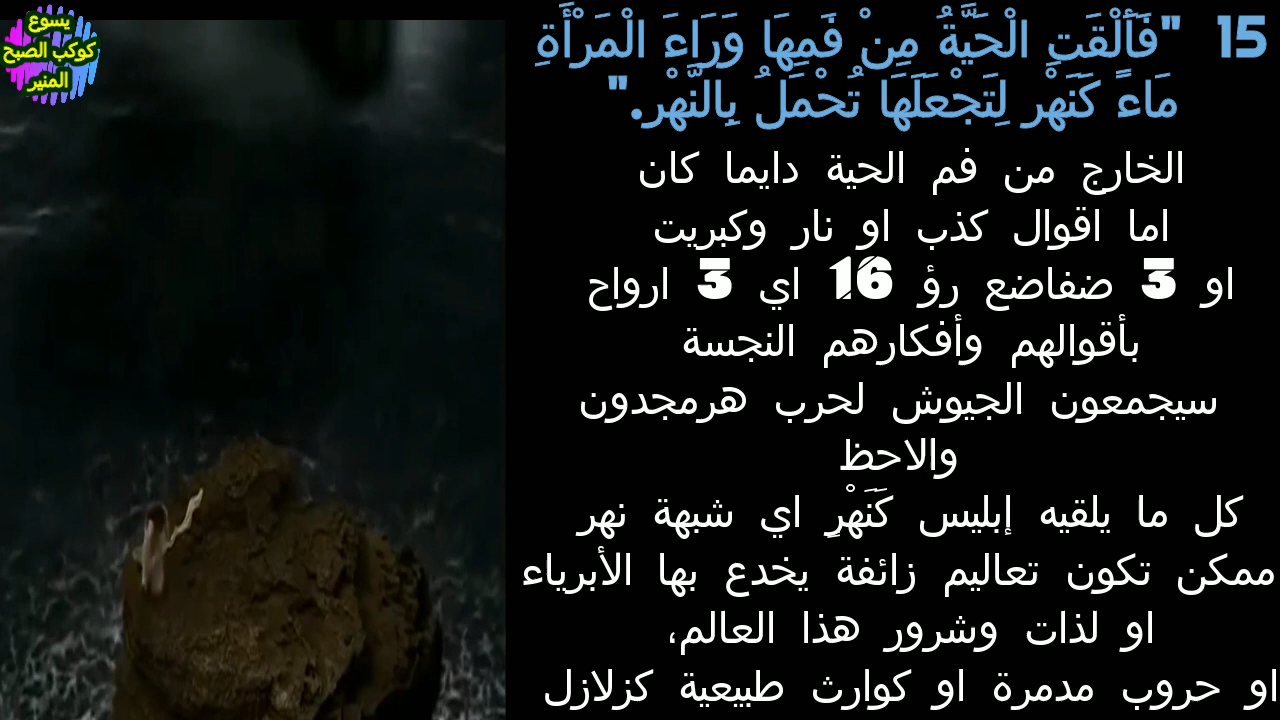 يسوع
كوكب الصبح
المنير
15 "فَأَلْقَتِ الْحَيَّةُ مِنْ فَمِهَا وَرَاءَ الْمَرْأَةِ
مَاءً كَنَهْرٍ لِتَجْعَلَهَا تُحْمَلُ بِالنَّهْرِ."
الخارج من فم الحية دايما كان
اما اقوال كذب او نار وكبريت
او 3 ضفاضع رؤ 16 اي 3 ارواح
بأقوالهم وأفكارهم النجسة
سيجمعون الجيوش لحرب هرمجدون
والاحظ
كل ما يلقيه إبليس كَنَهْرٍ اي شبهة نهر
ممكن تكون تعاليم زائفة يخدع بها الأبرياء
او لذات وشرور هذا العالم،
او حروب مدمرة او كوارث طبيعية كزلازل